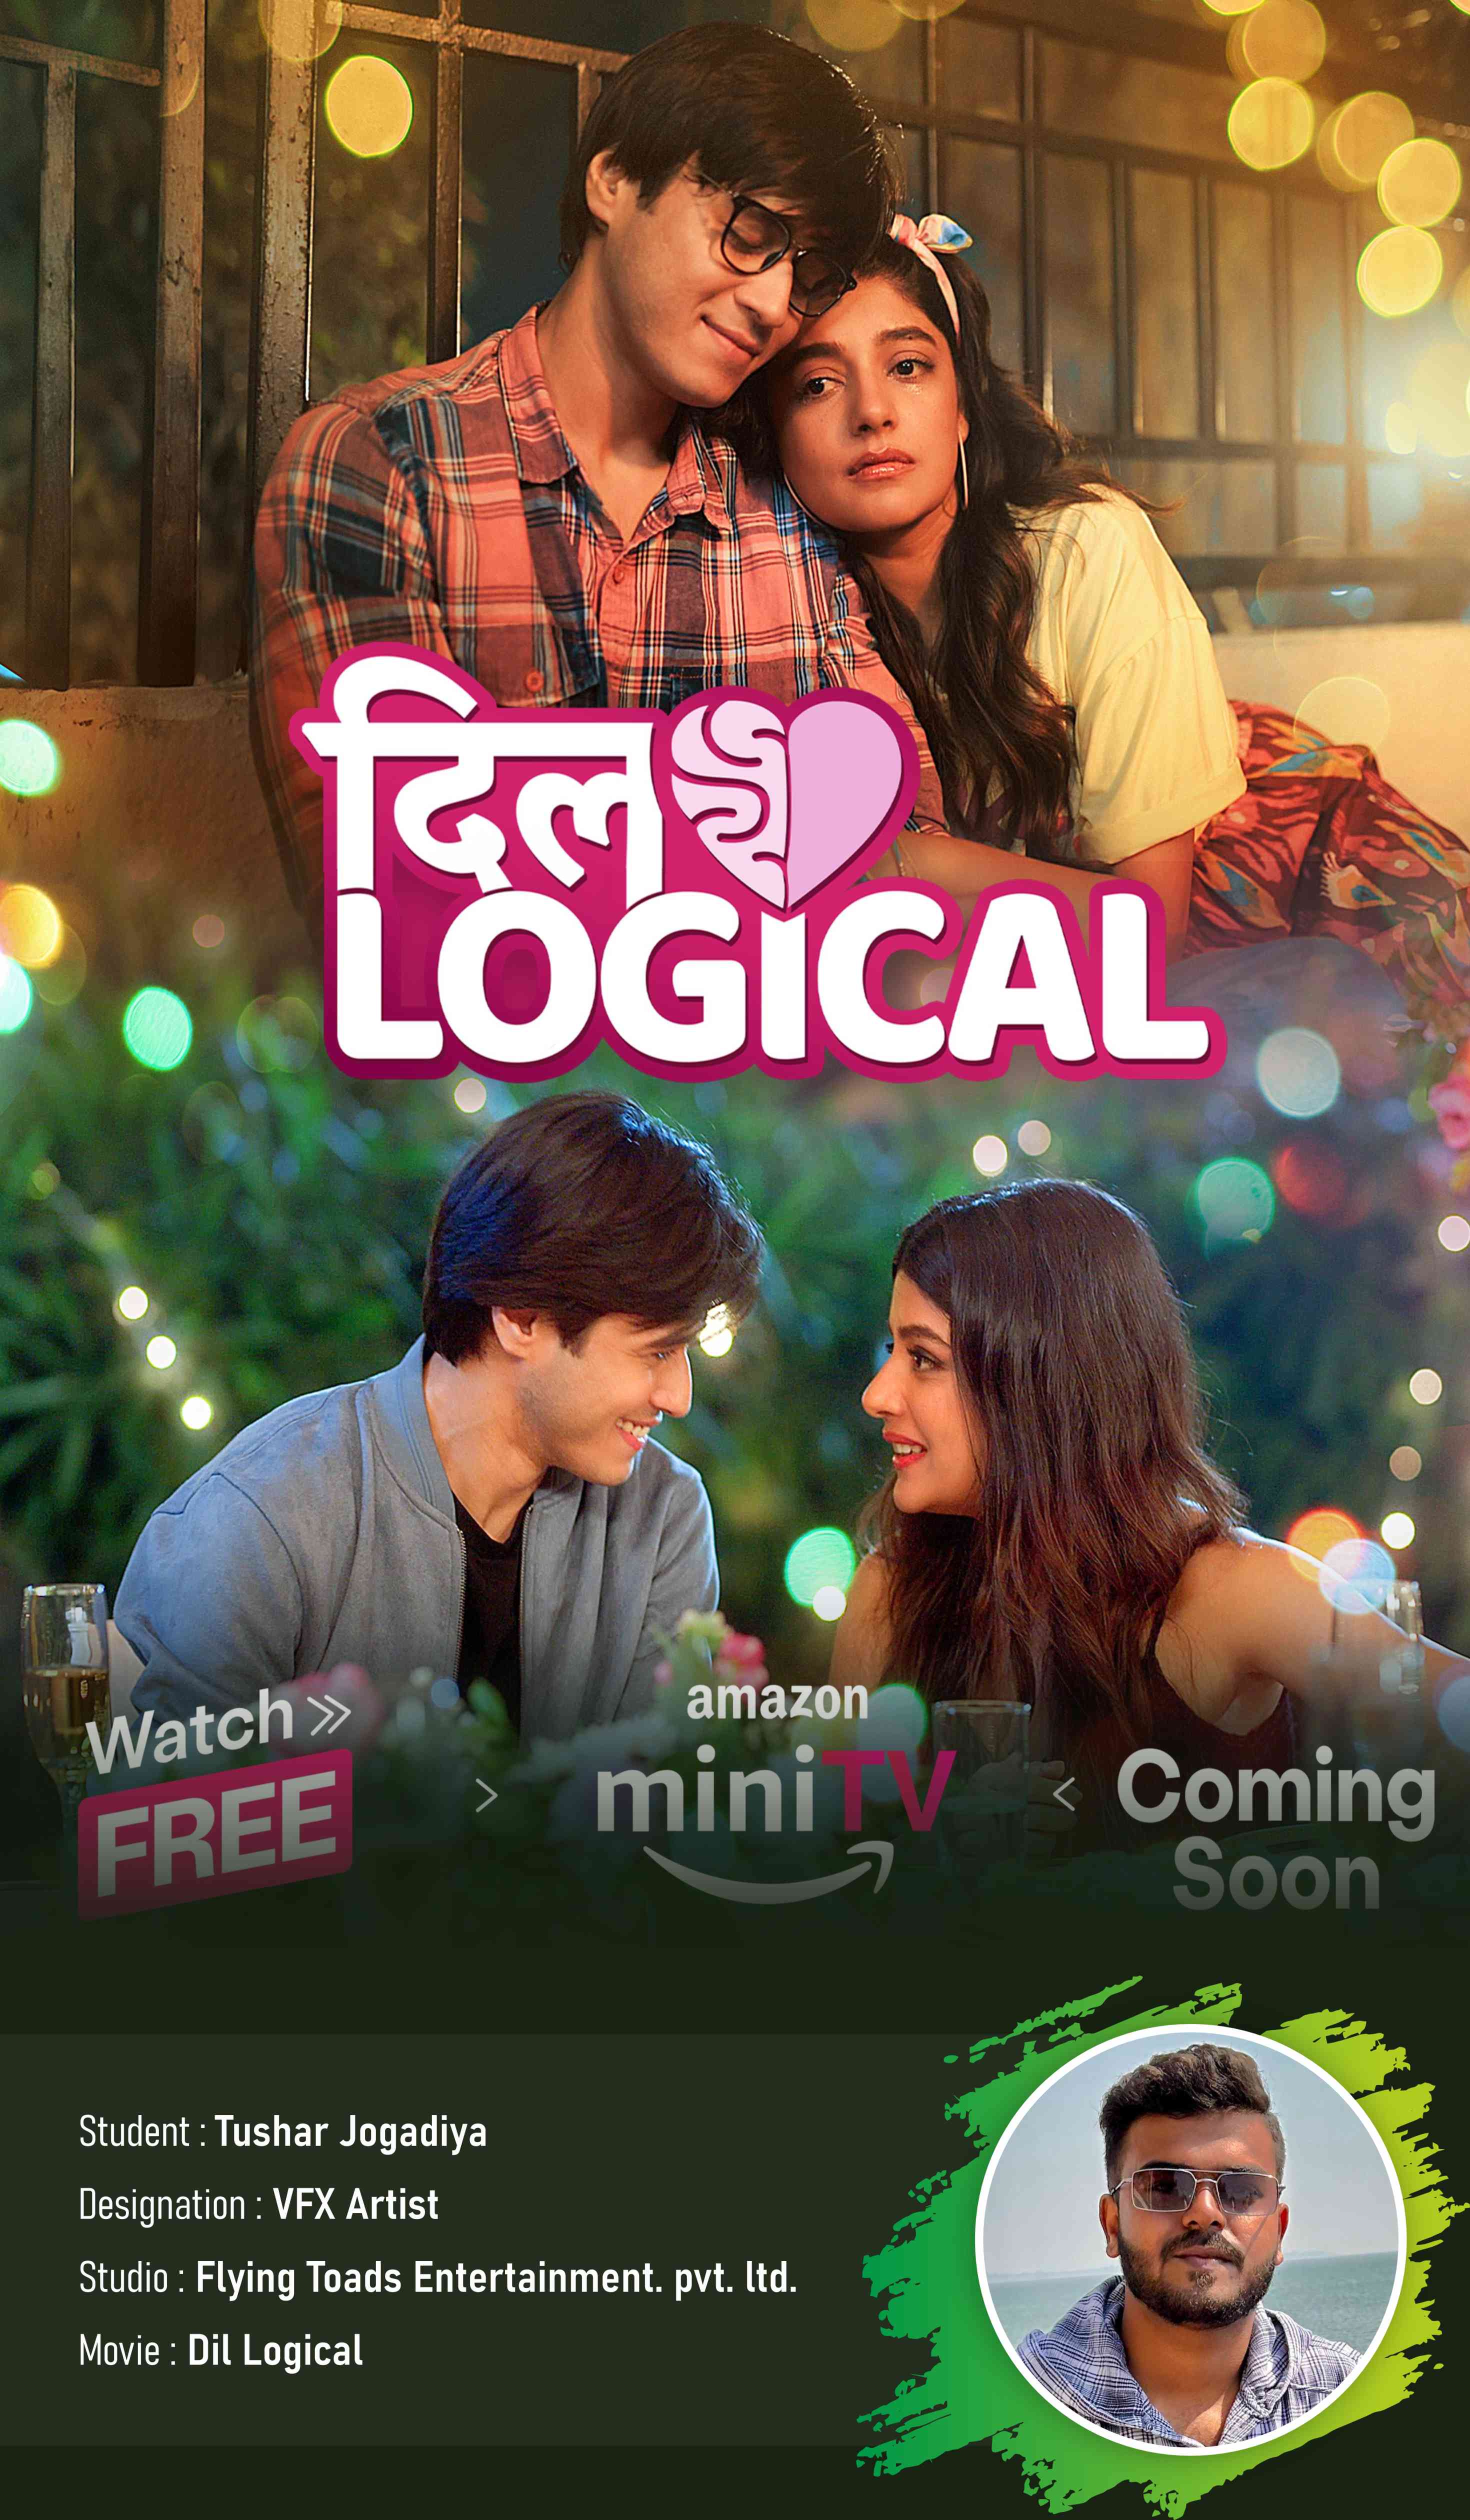 दिल
LOGICAL
Watch
FREE
amazon
miniTV
Coming
Soon
Student : Tushar Jogadiya
Designation : VFX Artist
Studio : Flying Toads Entertainment. pvt. ltd.
Movie : Dil Logical